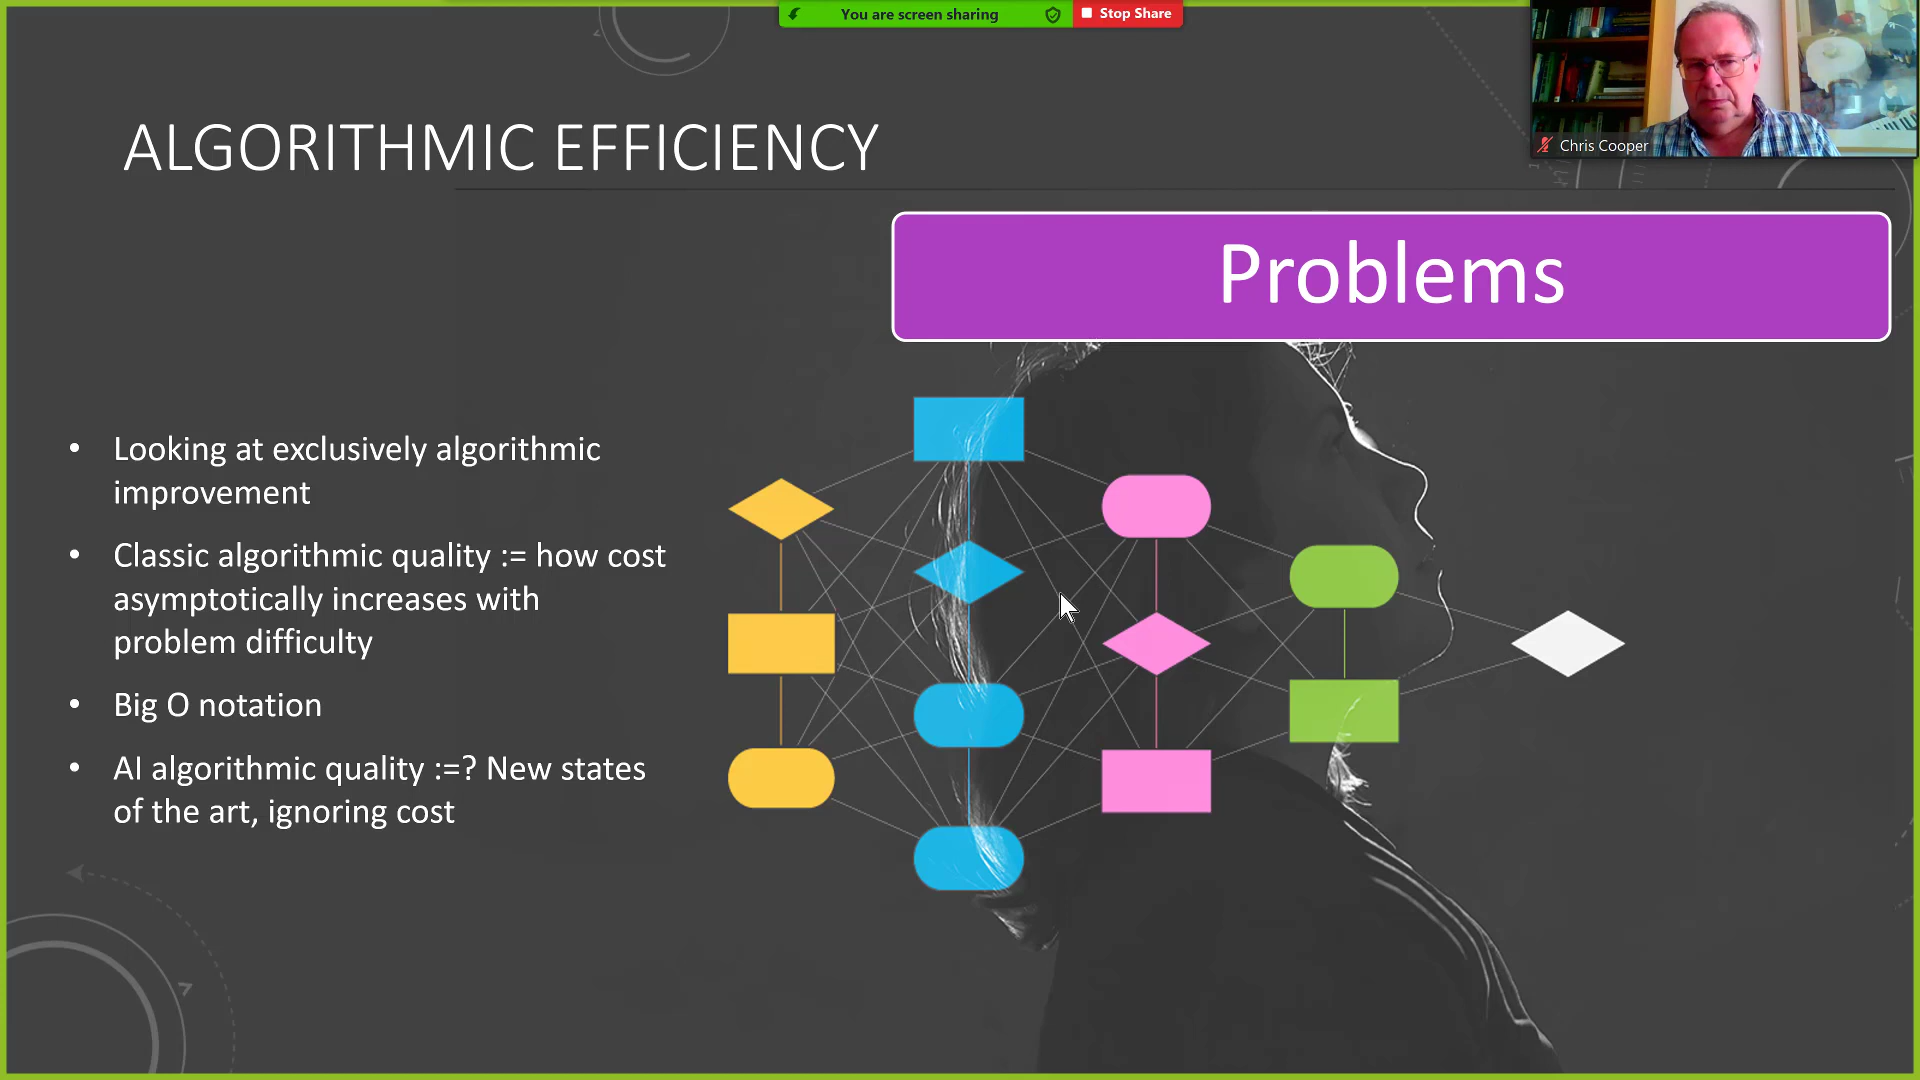 You are screen sharing
Stop Share
Chris Cooper
ALGORITHMIC EFFICIENCY
Problems
• Looking at exclusively algorithmic
improvement
• Classic algorithmic quality := how cost
asymptotically increases with
problem difficulty
• Big O notation
• AI algorithmic quality :=? New states
of the art, ignoring cost